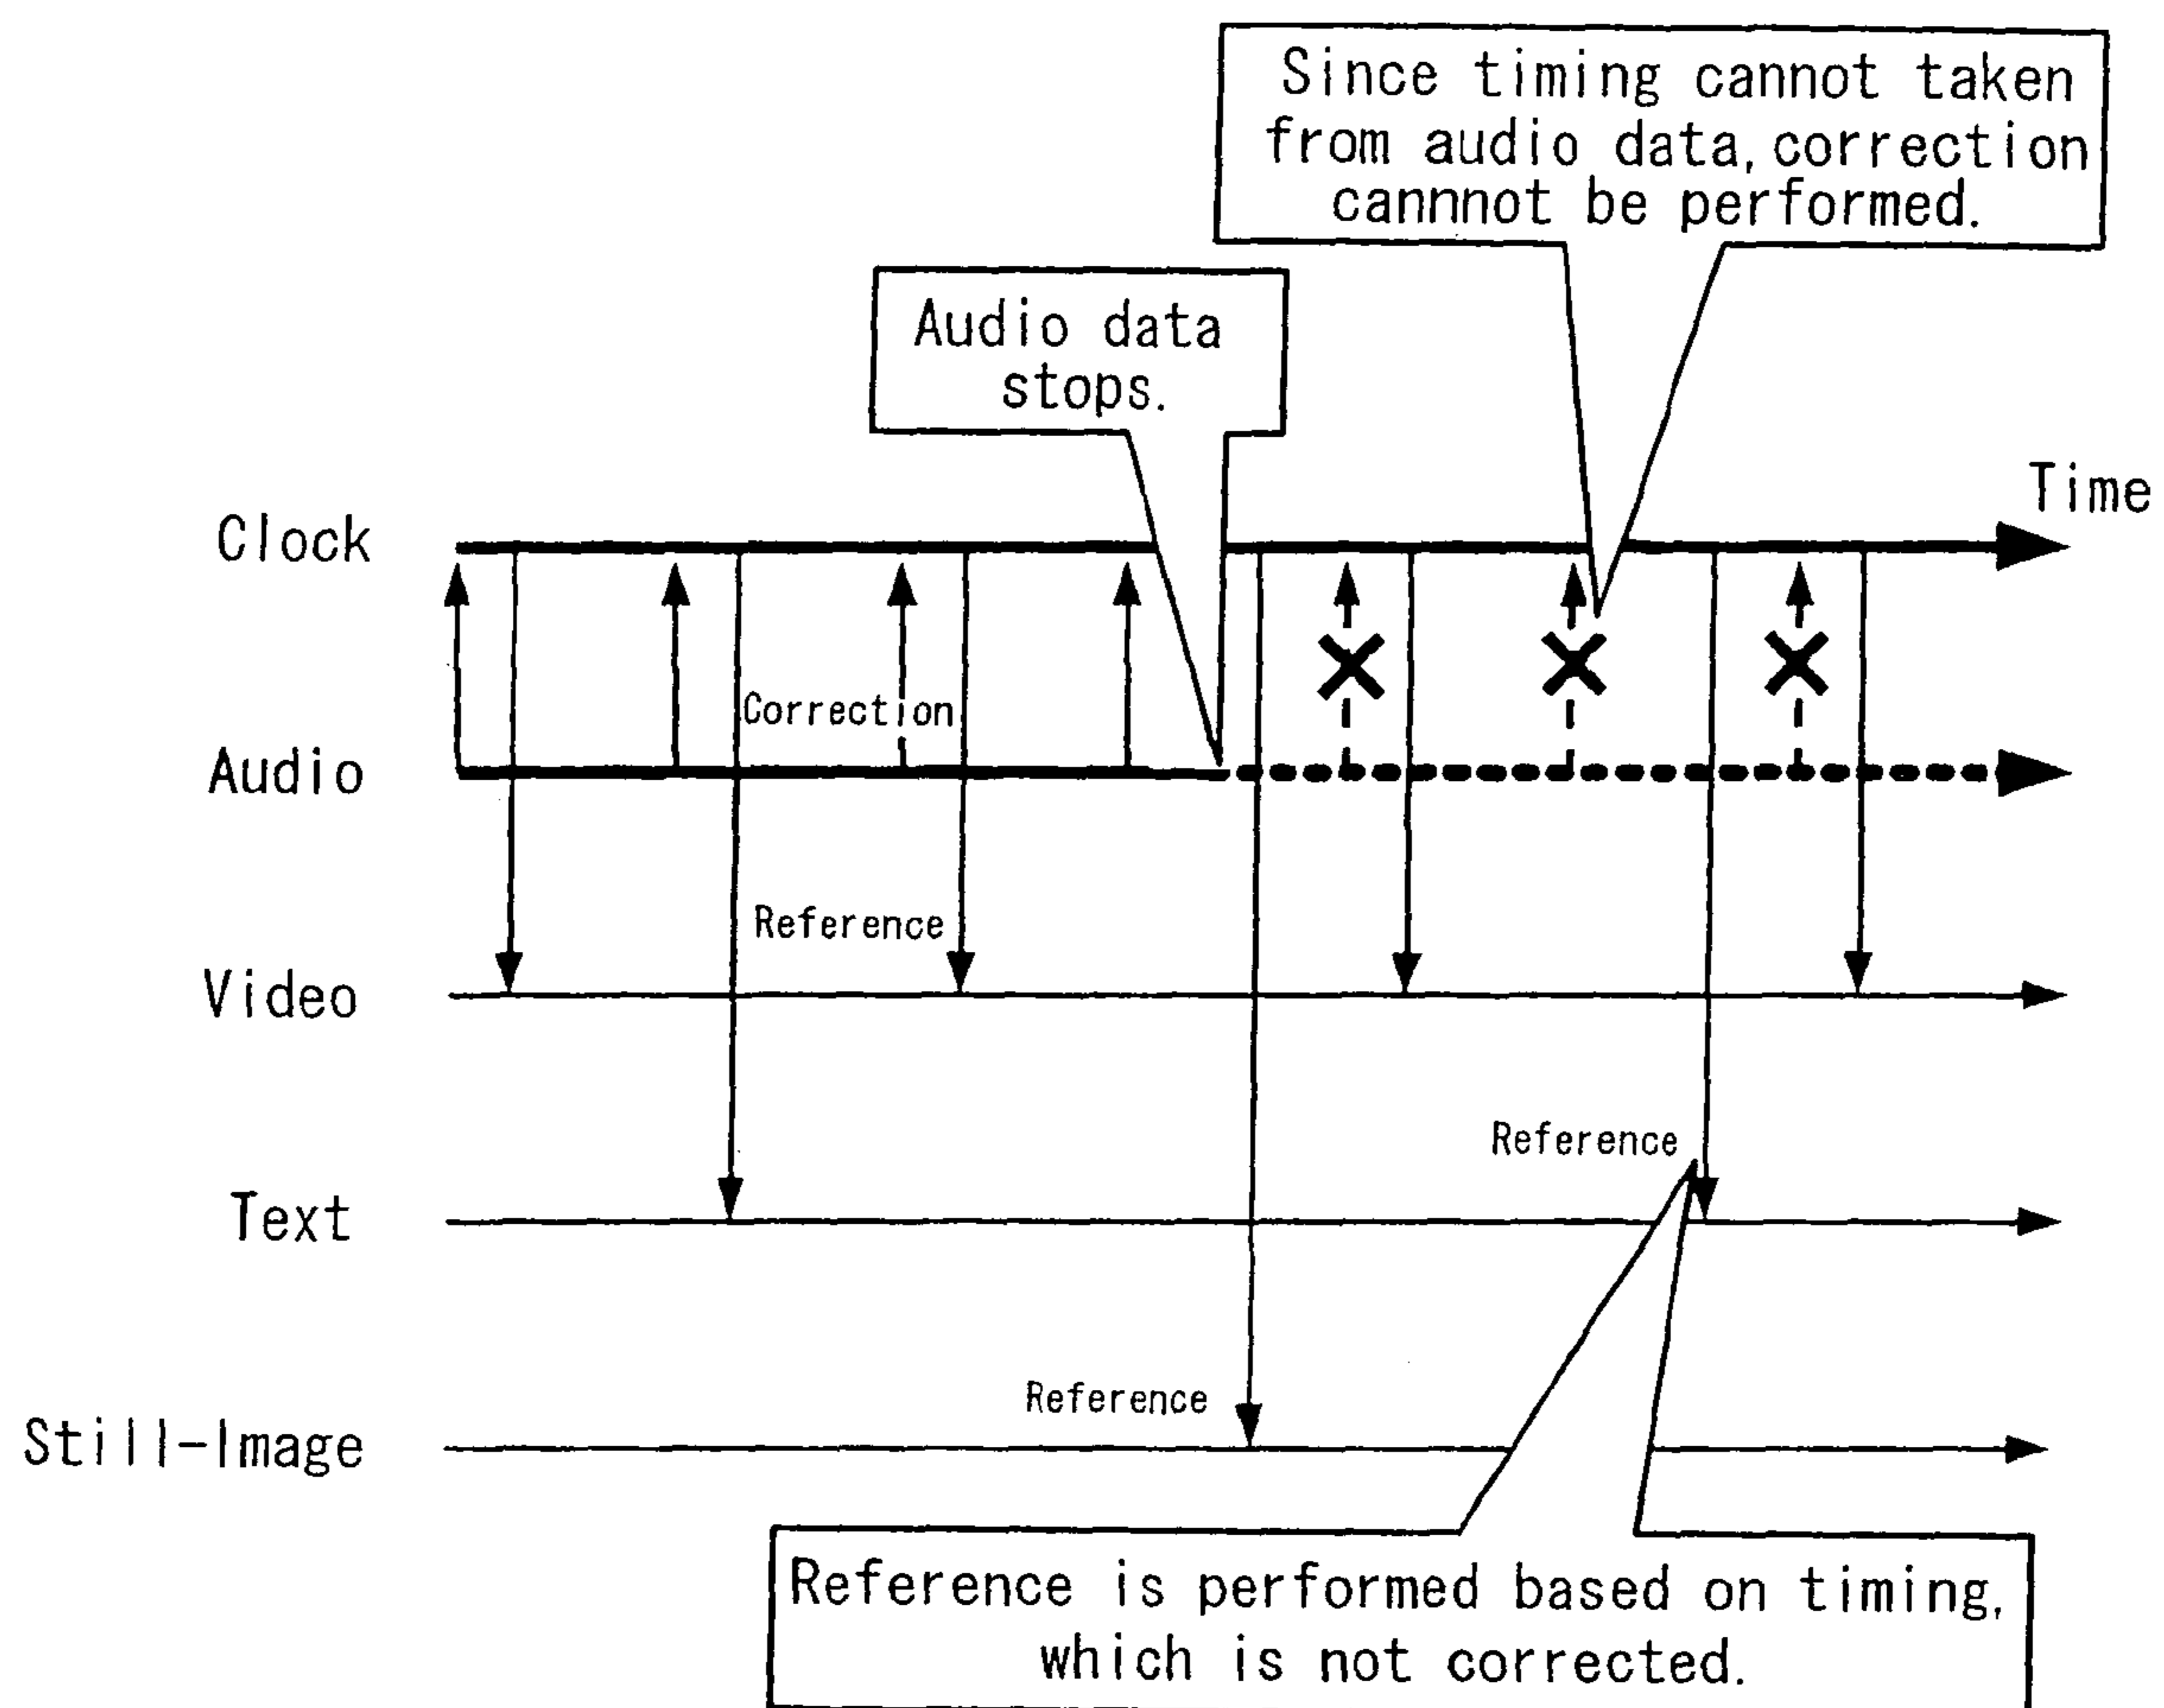 Since timing cannot taken
from audio data, correction
cannnot be performed.
Audio data
stops.
Time
Clock
Correction
Audio
Reference
Video
Reference
Text
Reference
Still-Image
Reference is performed based on timing,
which is not corrected.